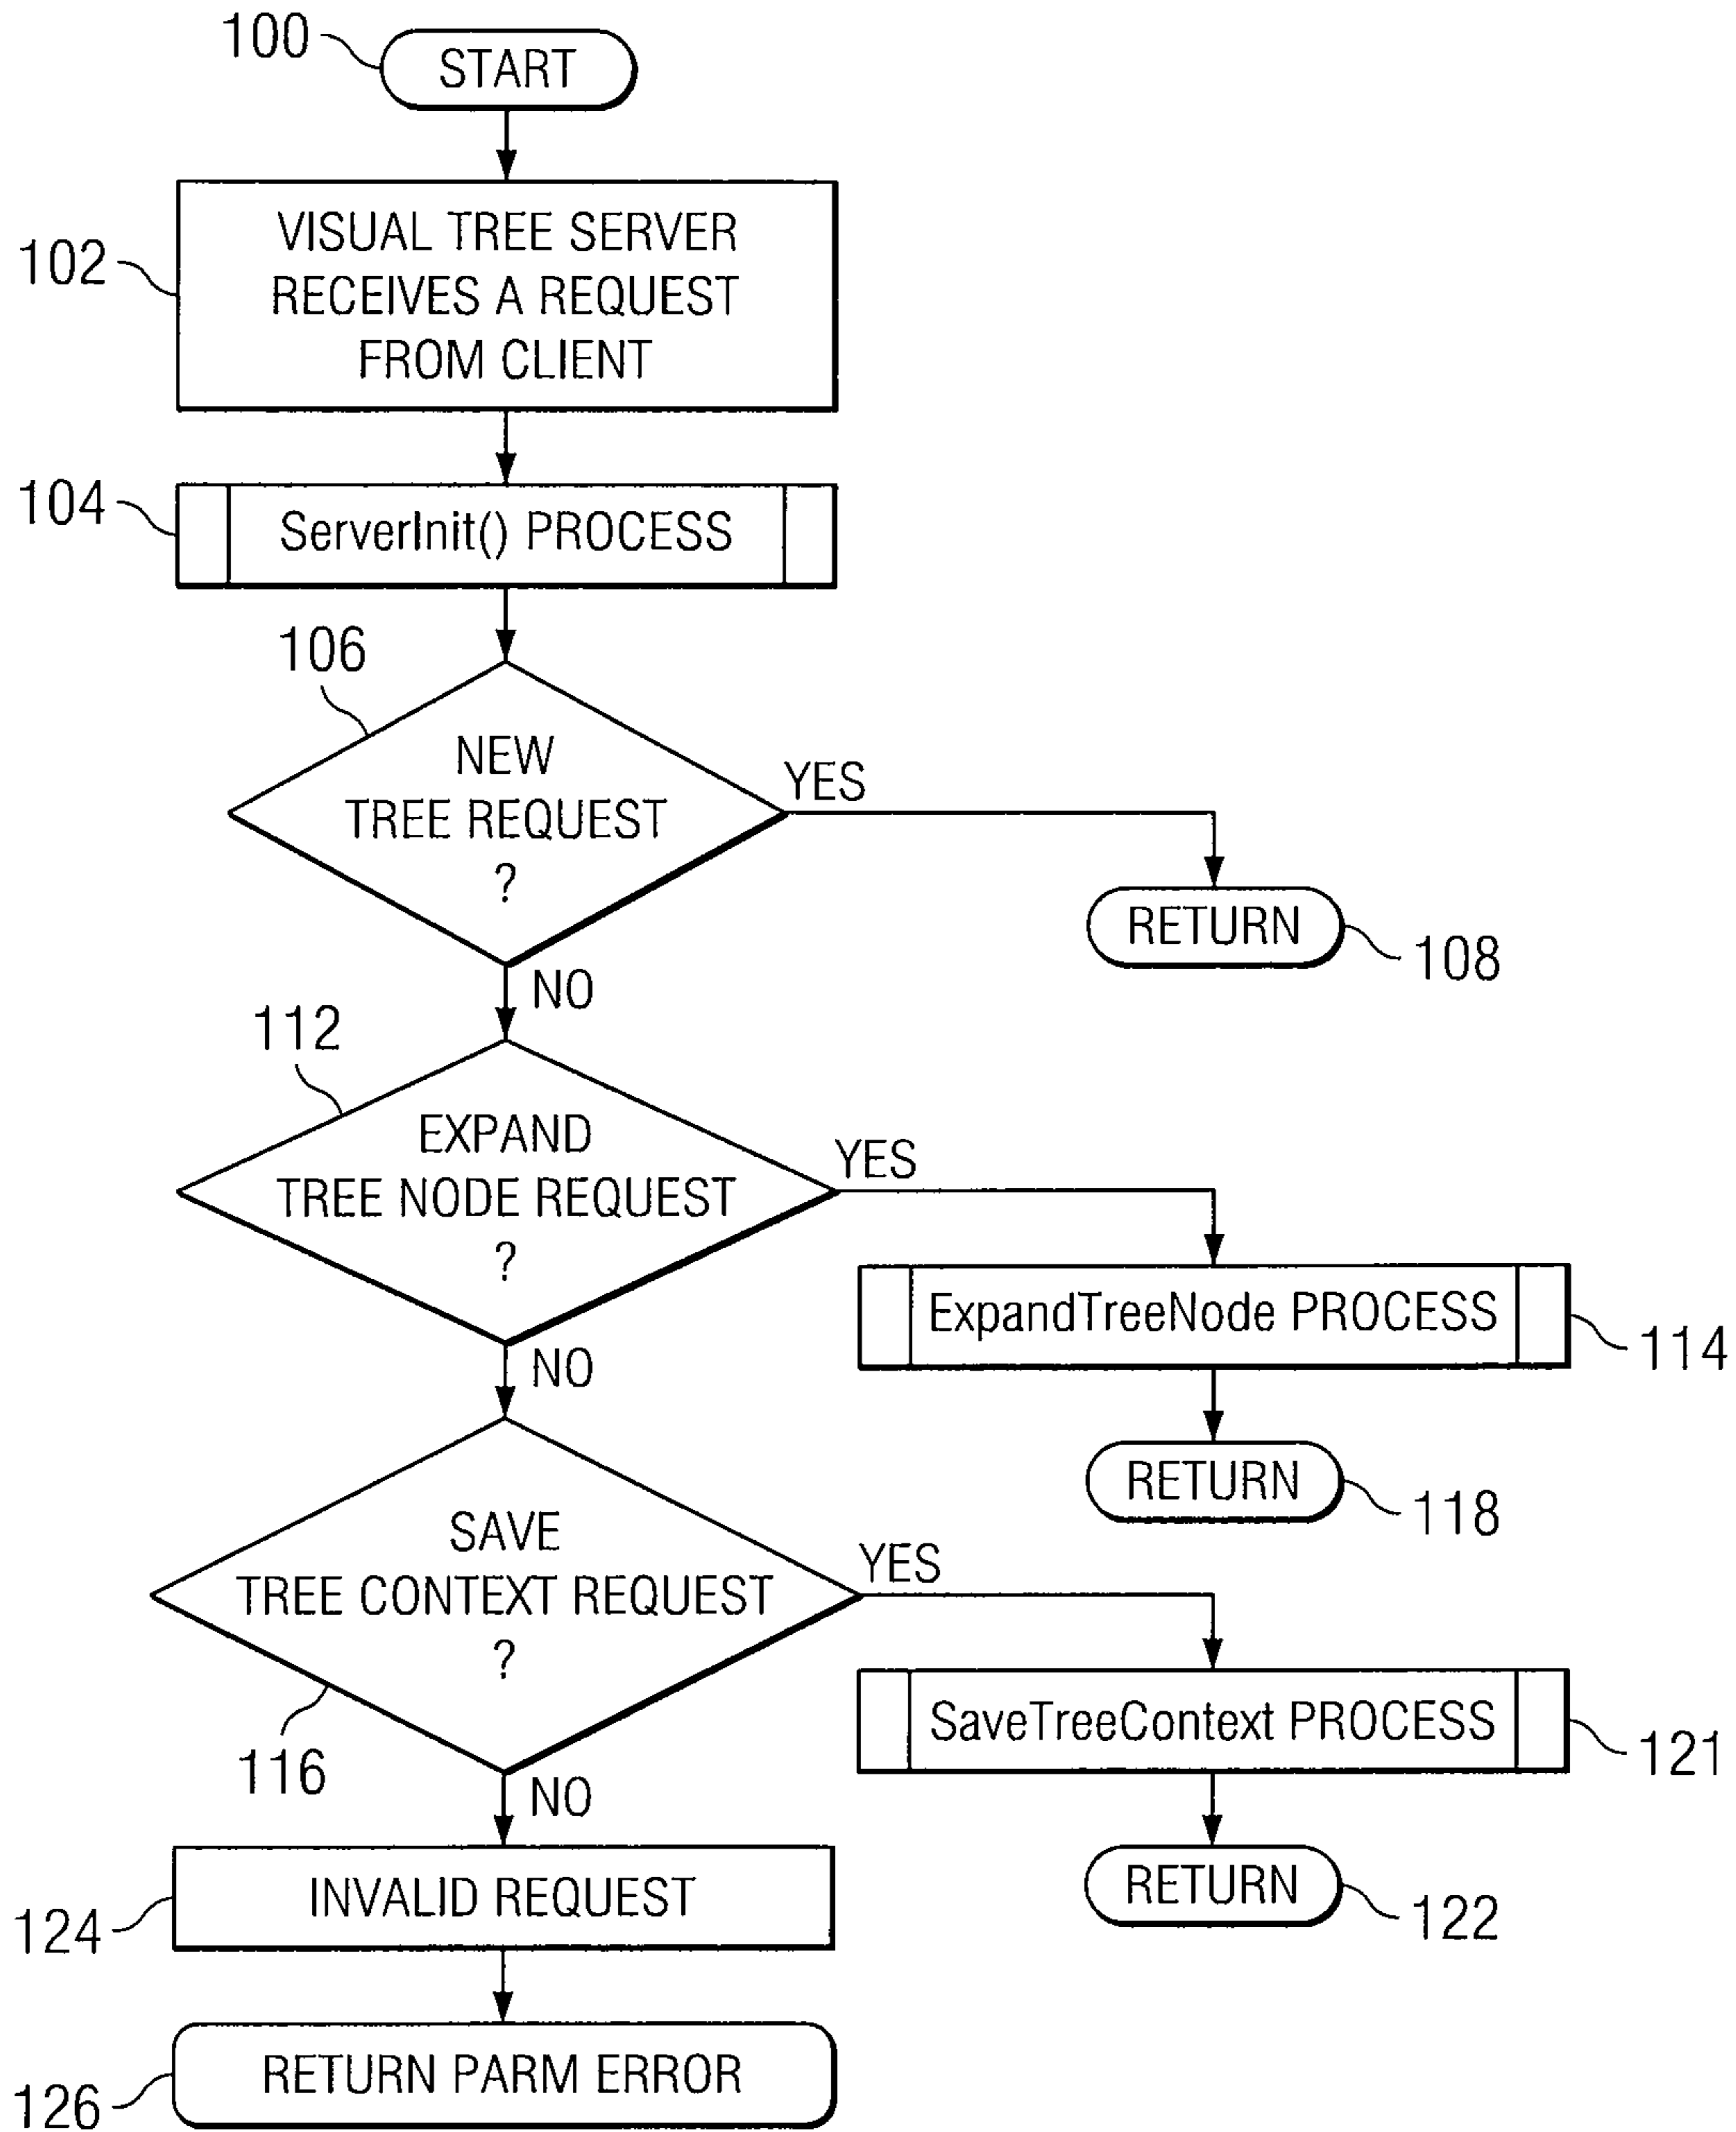 100
START
102
VISUAL TREE SERVER
RECEIVES A REQUEST
FROM CLIENT
104
ServerInit() PROCESS
106
NEW
TREE REQUEST
?
YES
RETURN
108
NO
112
EXPAND
TREE NODE REQUEST
?
YES
ExpandTreeNode PROCESS
114
NO
RETURN
118
SAVE
TREE CONTEXT REQUEST
?
YES
SaveTreeContext PROCESS
121
116
NO
RETURN
122
INVALID REQUEST
124
RETURN PARM ERROR
126